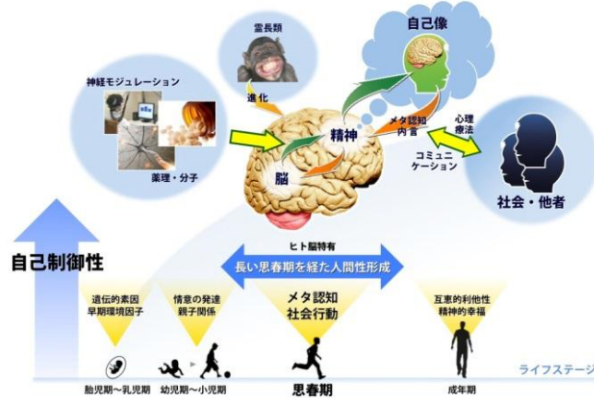 自己像
霊長類
進 化
神経モジュレーション
薬理・分子
精神
脳
メタ認知
内言
心理
療法
コミュニ
ケーション
社会・他者
自己制御性
ヒト脳特有
長い思春期を経た人間性形成
遺伝的素因
早期環境因子
情意の発達
親子関係
メタ認知
社会行動
互恵的利他性
精神的幸福
ライフステージ
胎児期～乳児期
幼児期～小児期
思春期
成年期